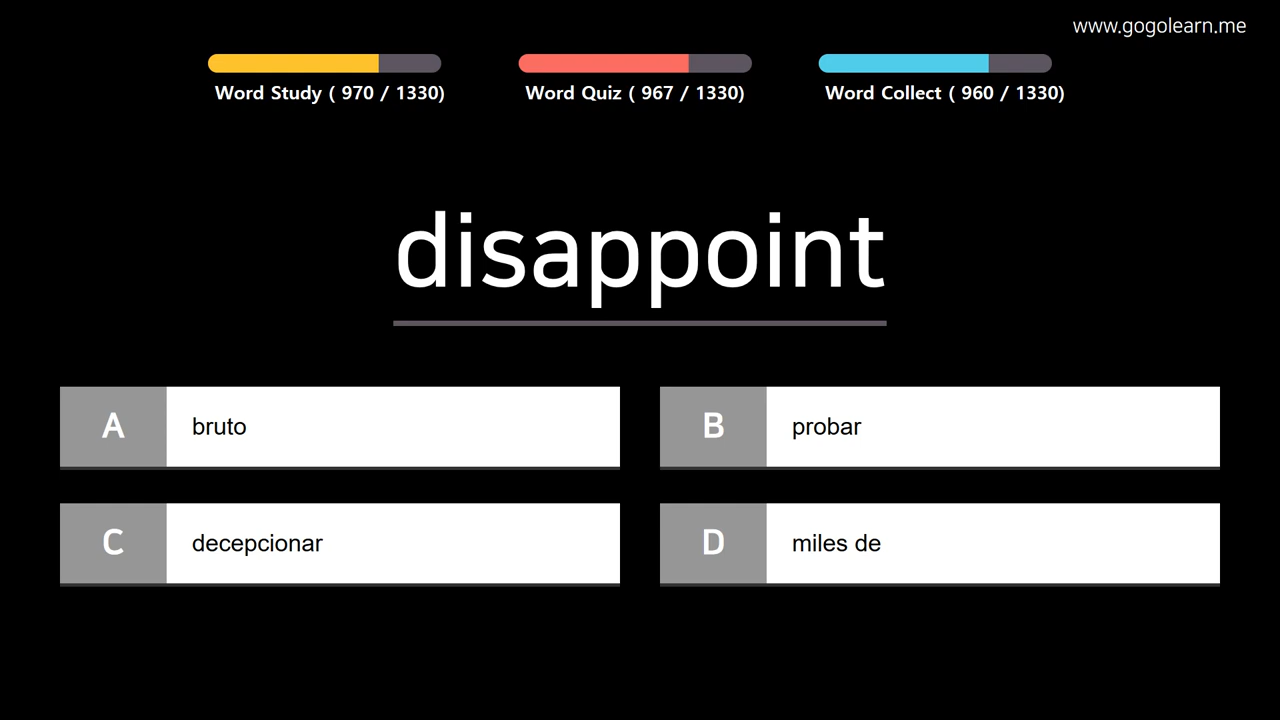 www.gogolearn.me
Word Study ( 970 / 1330)
Word Quiz ( 967 / 1330)
Word Collect ( 960 / 1330)
disappoint
A bruto
B probar
C decepcionar
D miles de